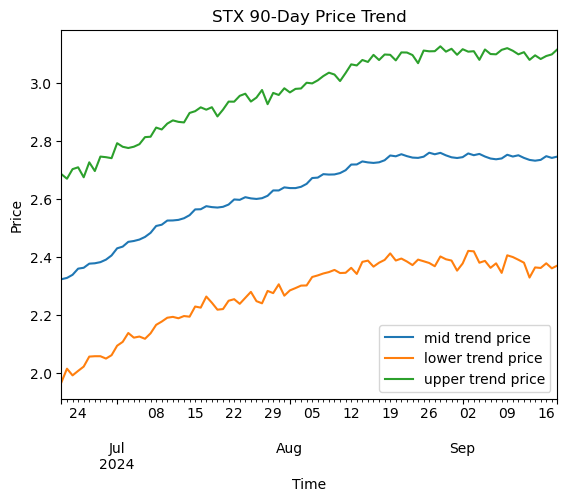 STX 90-Day Price Trend
Price
3.0
2.8
2.6
2.4
2.2
2.0
mid trend price
lower trend price
upper trend price
24 08 15 22 29 05 12 19 26 02 09 16
Jul Aug Sep
2024
Time